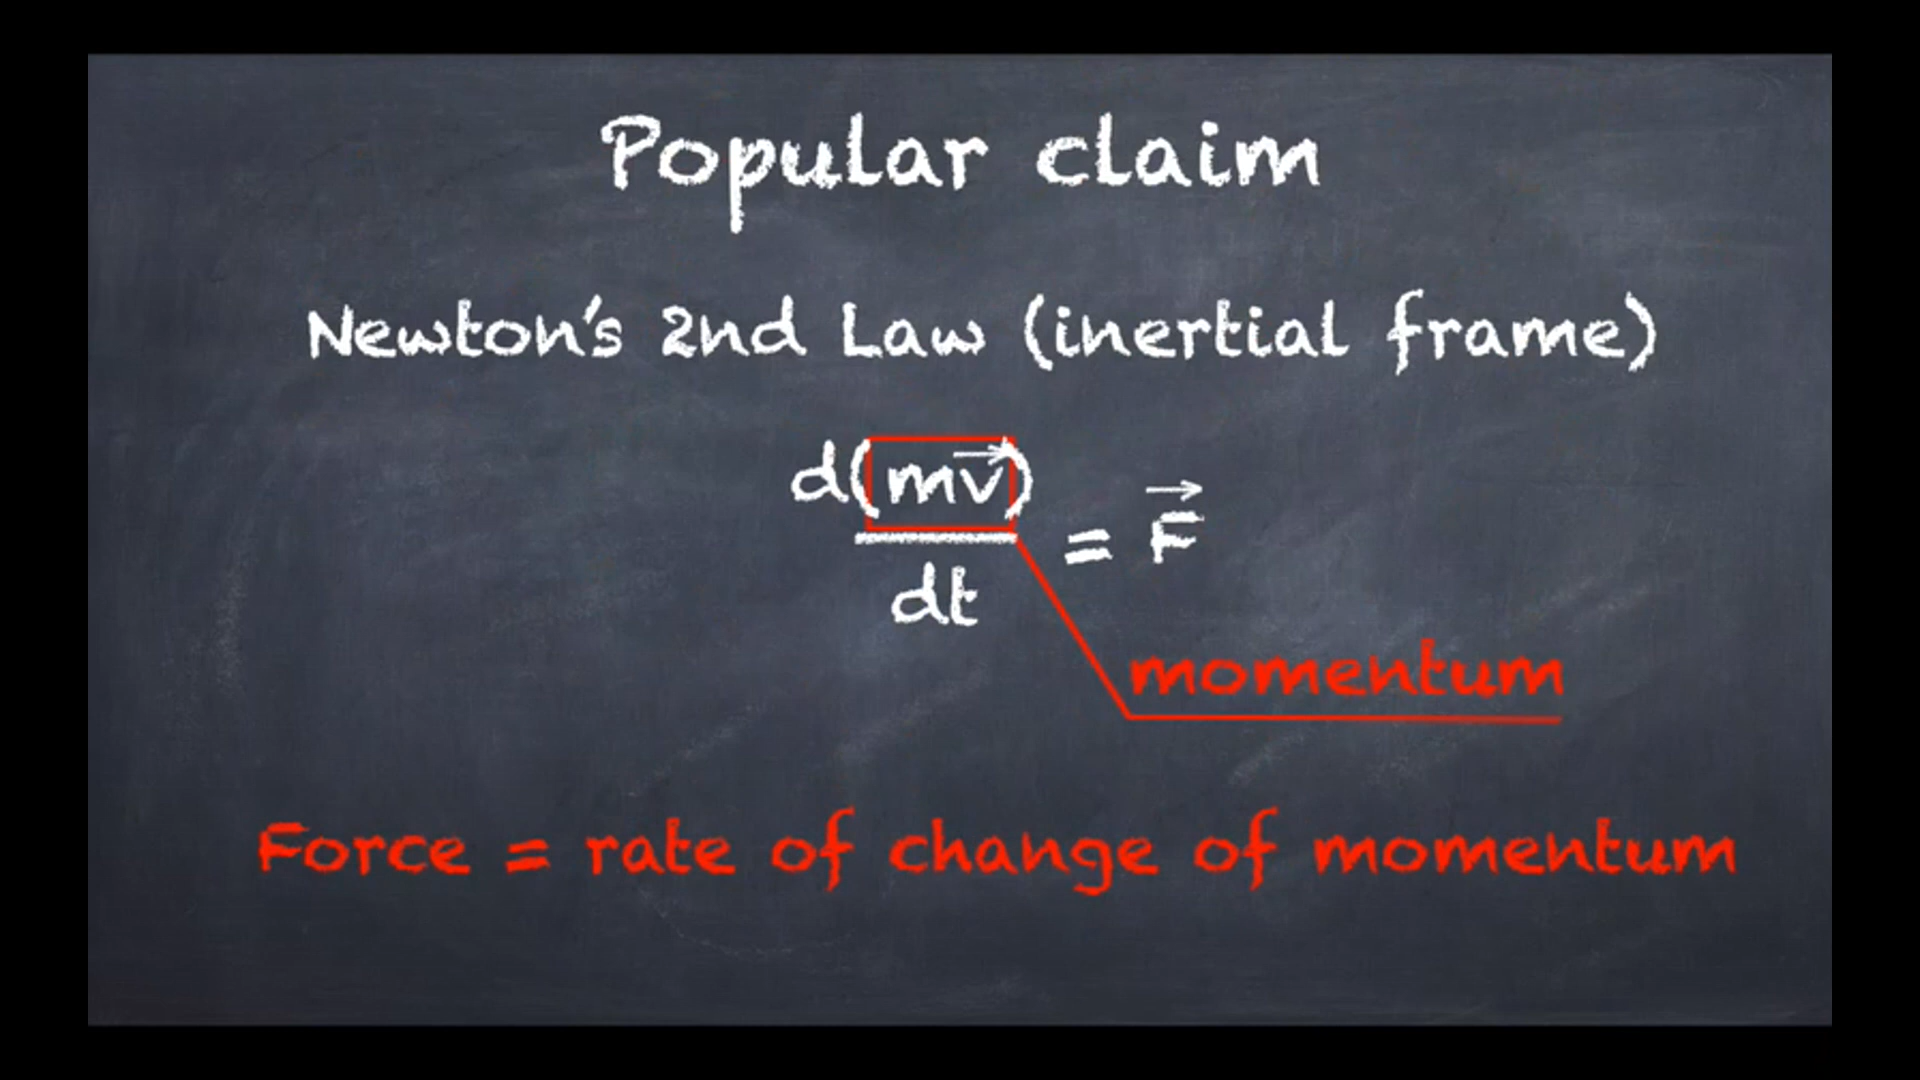 Popular claim
Newton's 2nd Law (inertial frame)
d(mv⃗)
= F⃗
dt
momentum
Force = rate of change of momentum